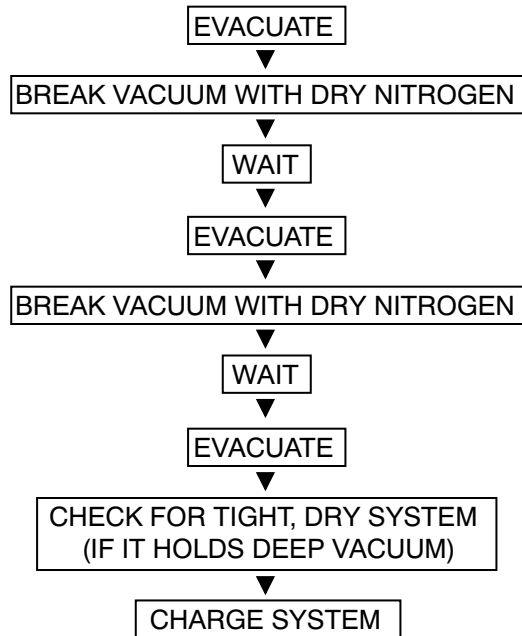 EVACUATE
BREAK VACUUM WITH DRY NITROGEN
WAIT
EVACUATE
BREAK VACUUM WITH DRY NITROGEN
WAIT
EVACUATE
CHECK FOR TIGHT, DRY SYSTEM
(IF IT HOLDS DEEP VACUUM)
CHARGE SYSTEM